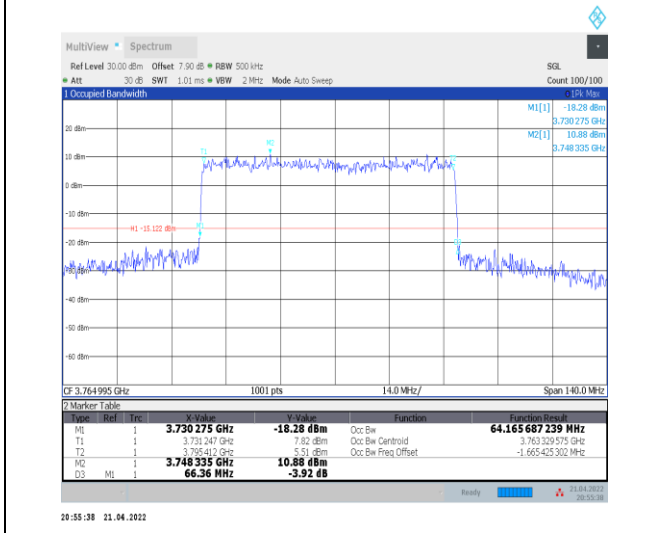 MultiView Spectrum
Ref Level 30.00 dBm Offset 7.90 dB RBW 500 kHz SGL
Att 30 dB SWT 1.01 ms VBW 2 MHz Mode Auto Sweep Count 100/100
1 Occupied Bandwidth 1Pk Max
M1[1] -18.28 dBm
3.730 275 GHz
M2[1] 10.88 dBm
3.748 335 GHz
20 dBm
M2
T1
10 dBm
0 dBm
-10 dBm
H1 -15.122 dBm
M1
-20 dBm
-30 dBm
-40 dBm
-50 dBm
-60 dBm
CF 3.764 995 GHz 1001 pts 14.0 MHz/ Span 140.0 MHz
2 Marker Table
Type Ref Trc X-Value Y-Value Function Function Result
M1 1 3.730 275 GHz -18.28 dBm Occ Bw 64.165 687 239 MHz
T1 1 3.731 247 GHz 7.82 dBm Occ Bw Centroid 3.763 329 575 GHz
T2 1 3.795 412 GHz 5.51 dBm Occ Bw Freq Offset -1.665 425 302 MHz
M2 1 3.748 335 GHz 10.88 dBm
D3 M1 1 66.36 MHz -3.92 dB
Ready 21.04.2022
20:55:38
20:55:38 21.04.2022